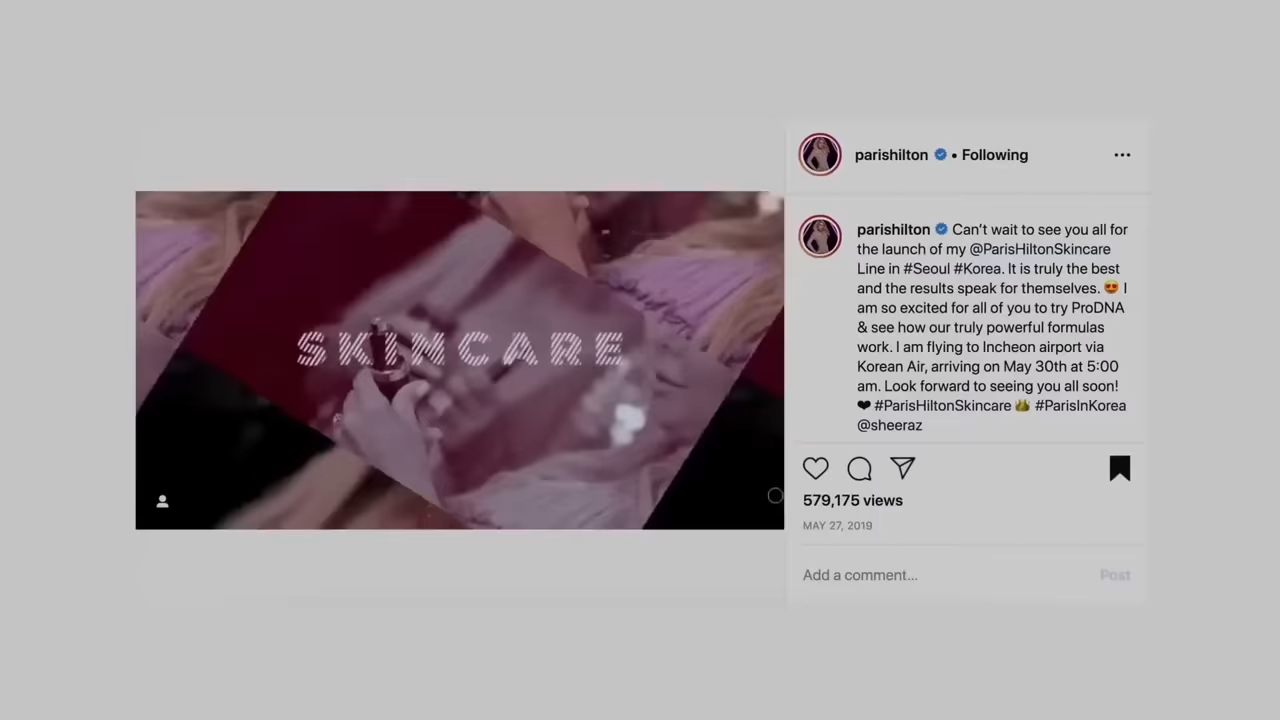 parishilton • Following
SKINCARE
parishilton Can't wait to see you all for
the launch of my @ParisHiltonSkincare
Line in #Seoul #Korea. It is truly the best
and the results speak for themselves. 😍 I
am so excited for all of you to try ProDNA
& see how our truly powerful formulas
work. I am flying to Incheon airport via
Korean Air, arriving on May 30th at 5:00
am. Look forward to seeing you all soon!
❤ #ParisHiltonSkincare 👑 #ParisInKorea
@sheeraz
579,175 views
MAY 27, 2019
Add a comment...
Post